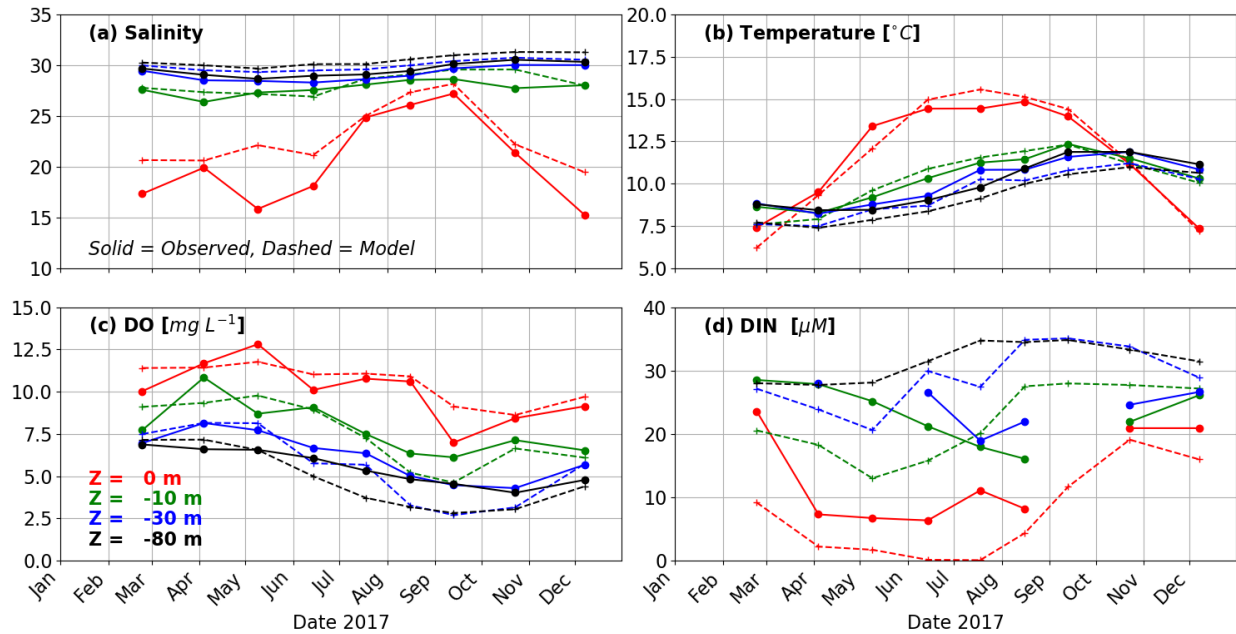 (a) Salinity
35
30
25
20
15
10
Solid = Observed, Dashed = Model
(b) Temperature [°C]
20.0
17.5
15.0
12.5
10.0
7.5
5.0
(c) DO [mg L⁻¹]
15.0
12.5
10.0
7.5
5.0
2.5
0.0
Z = 0 m
Z = -10 m
Z = -30 m
Z = -80 m
Jan Feb Mar Apr May Jun Jul Aug Sep Oct Nov Dec
Date 2017
(d) DIN [μM]
40
30
20
10
0
Jan Feb Mar Apr May Jun Jul Aug Sep Oct Nov Dec
Date 2017